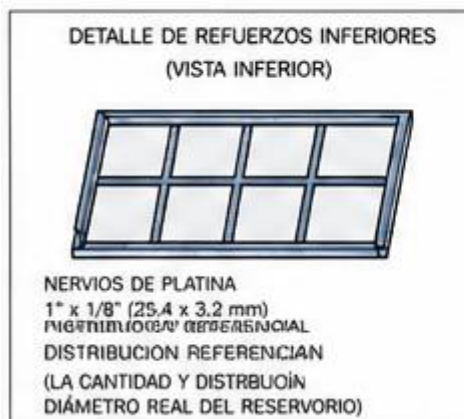 DETALLE DE REFUERZOS INFERIORES
(VISTA INFERIOR)
NERVIOS DE PLATINA
1" x 1/8" (25.4 x 3.2 mm)
DISTRIBUCION REFERENCIAN
(LA CANTIDAD Y DISTRBUOÍN
DIÁMETRO REAL DEL RESERVORIO)